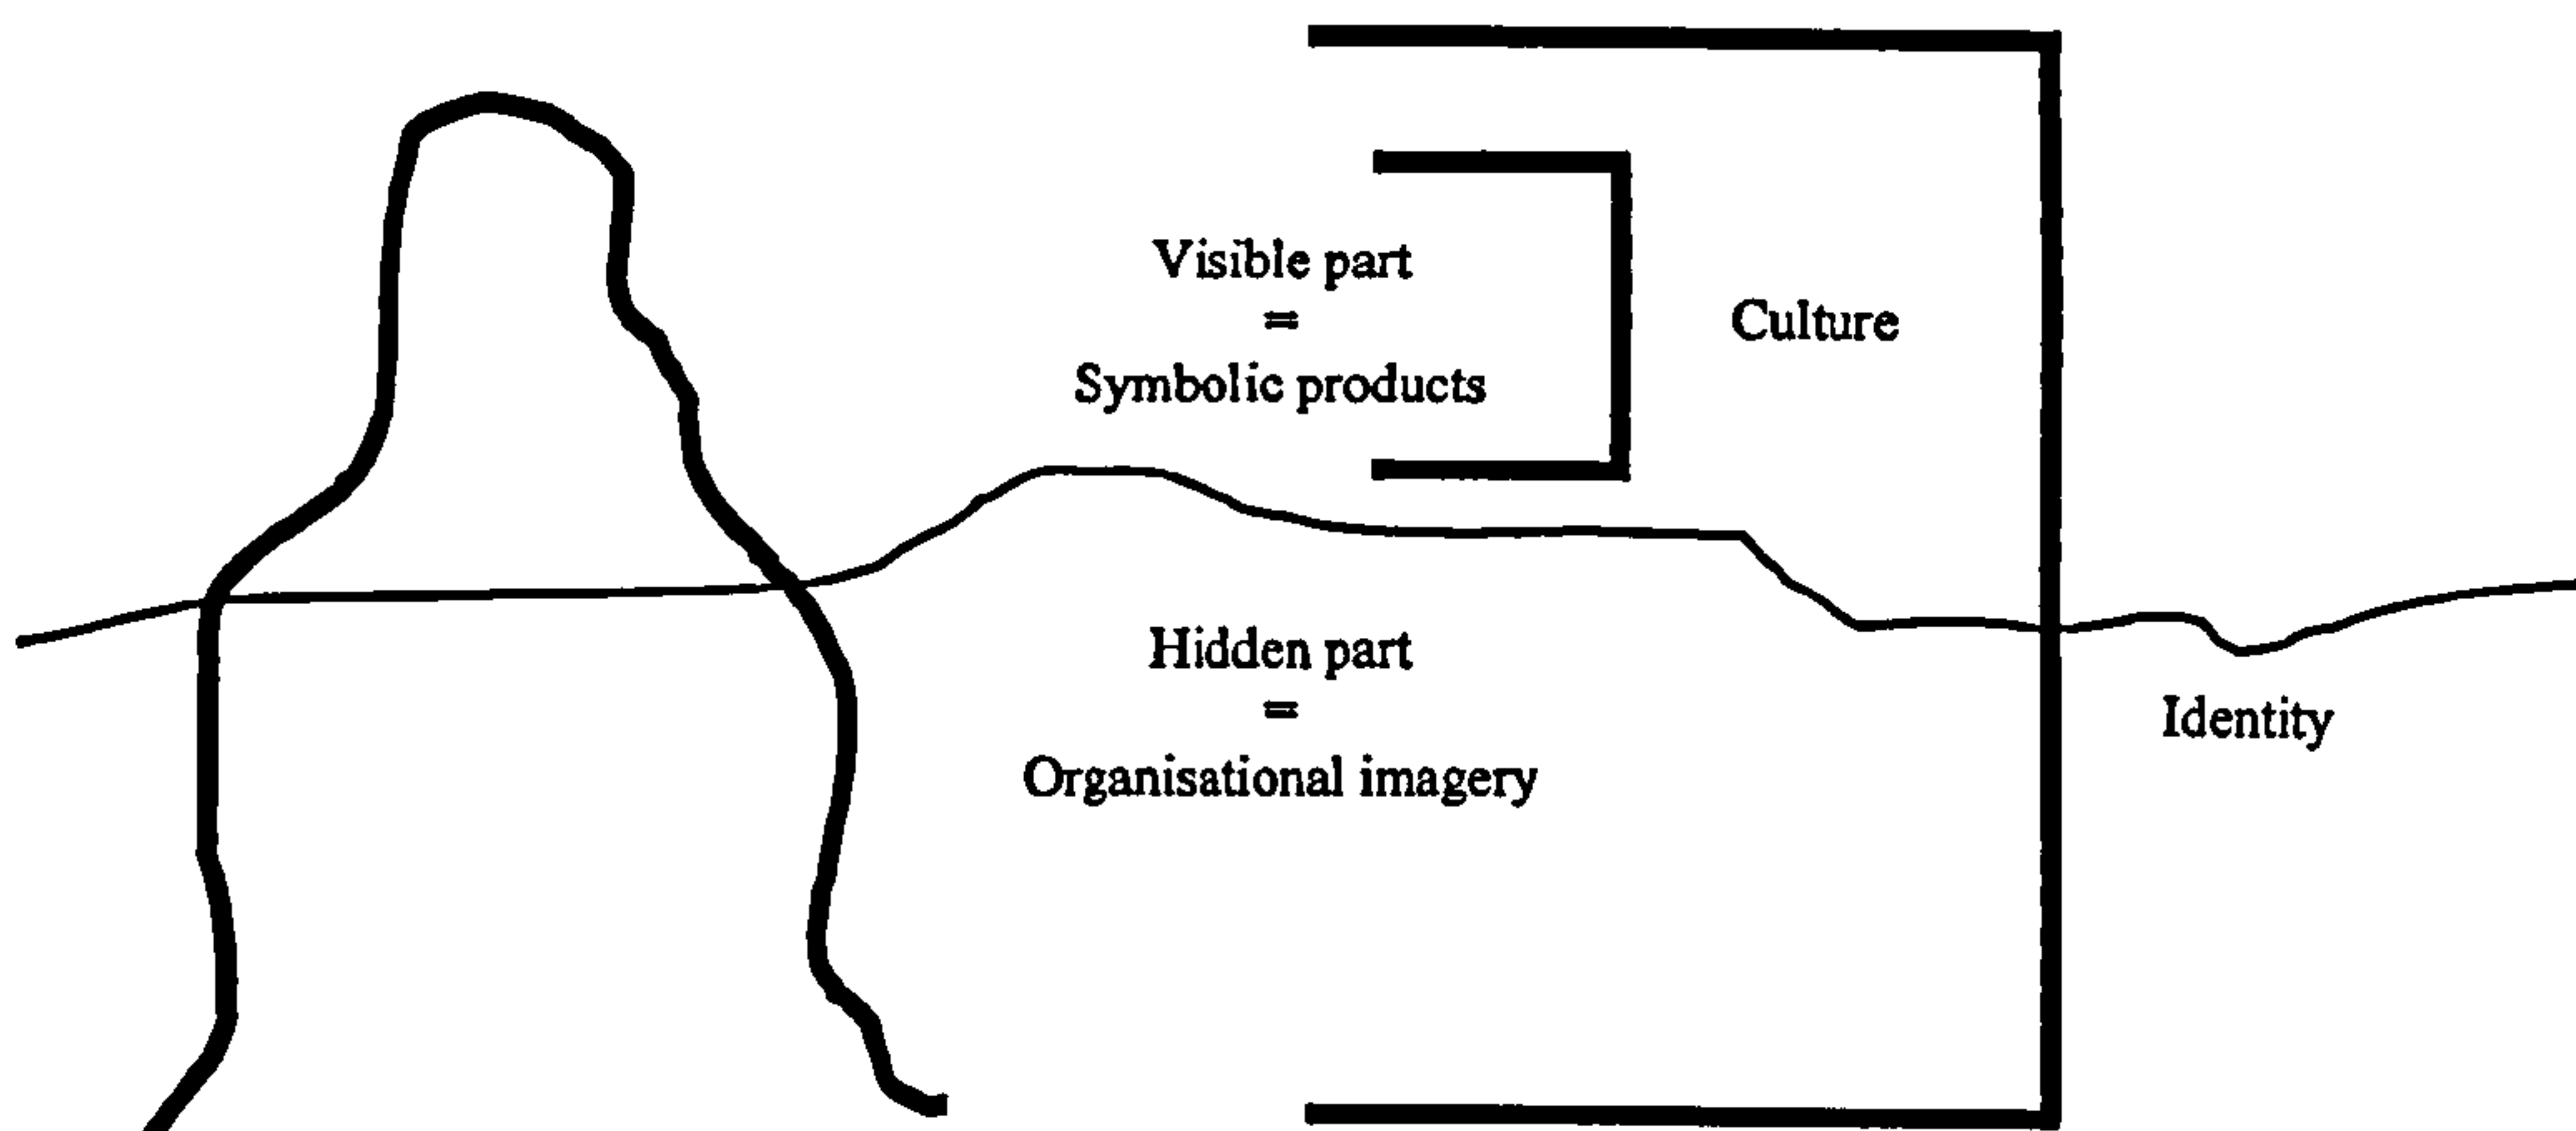 Visible part
=
Symbolic products
Culture
Hidden part
=
Organisational imagery
Identity